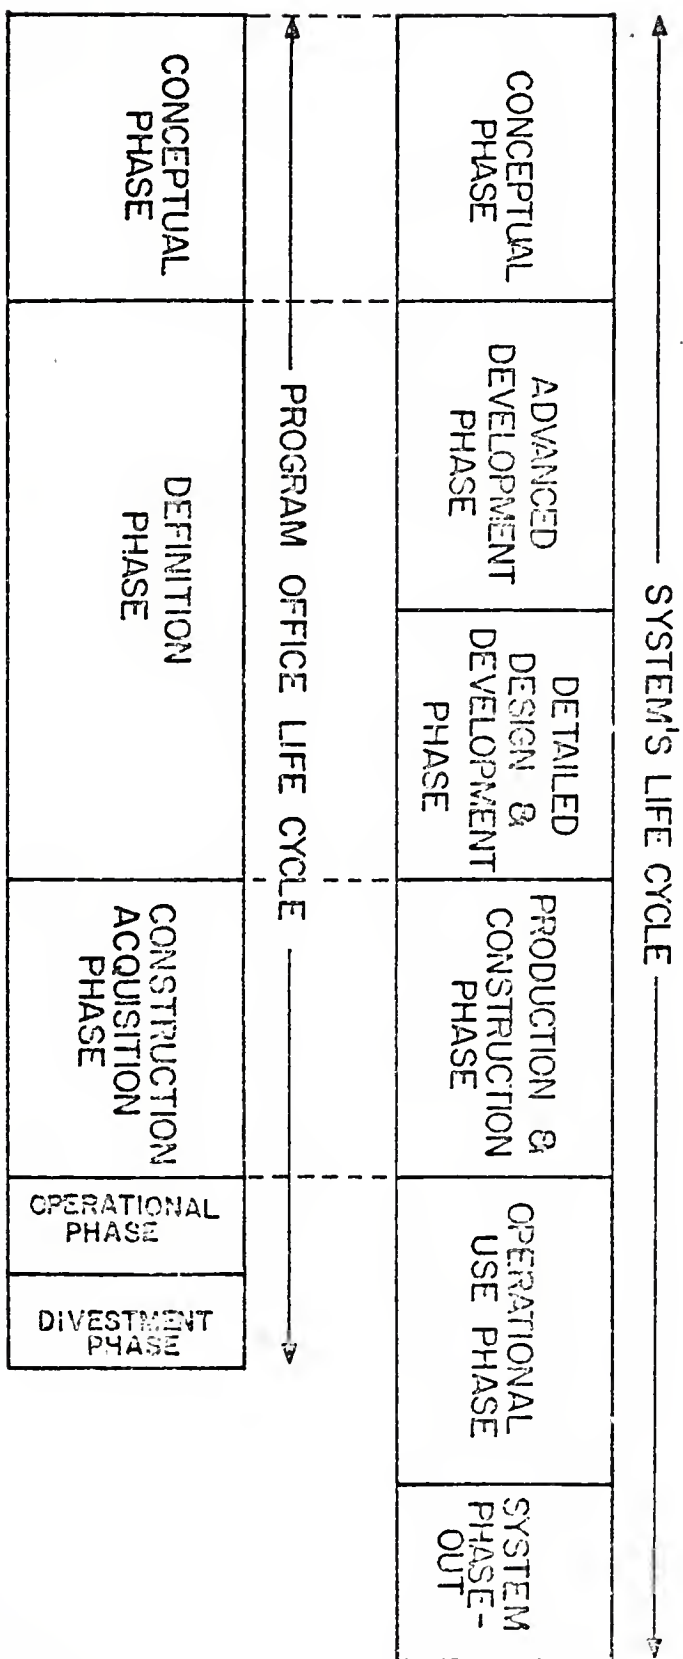 SYSTEM'S LIFE CYCLE
CONCEPTUAL
PHASE
ADVANCED
DEVELOPMENT
PHASE
DETAILED
DESIGN &
DEVELOPMENT
PHASE
PRODUCTION &
CONSTRUCTION
PHASE
OPERATIONAL
USE PHASE
SYSTEM
PHASE-
OUT
PROGRAM OFFICE LIFE CYCLE
CONCEPTUAL
PHASE
DEFINITION
PHASE
CONSTRUCTION
ACQUISITION
PHASE
OPERATIONAL
PHASE
DIVESTMENT
PHASE